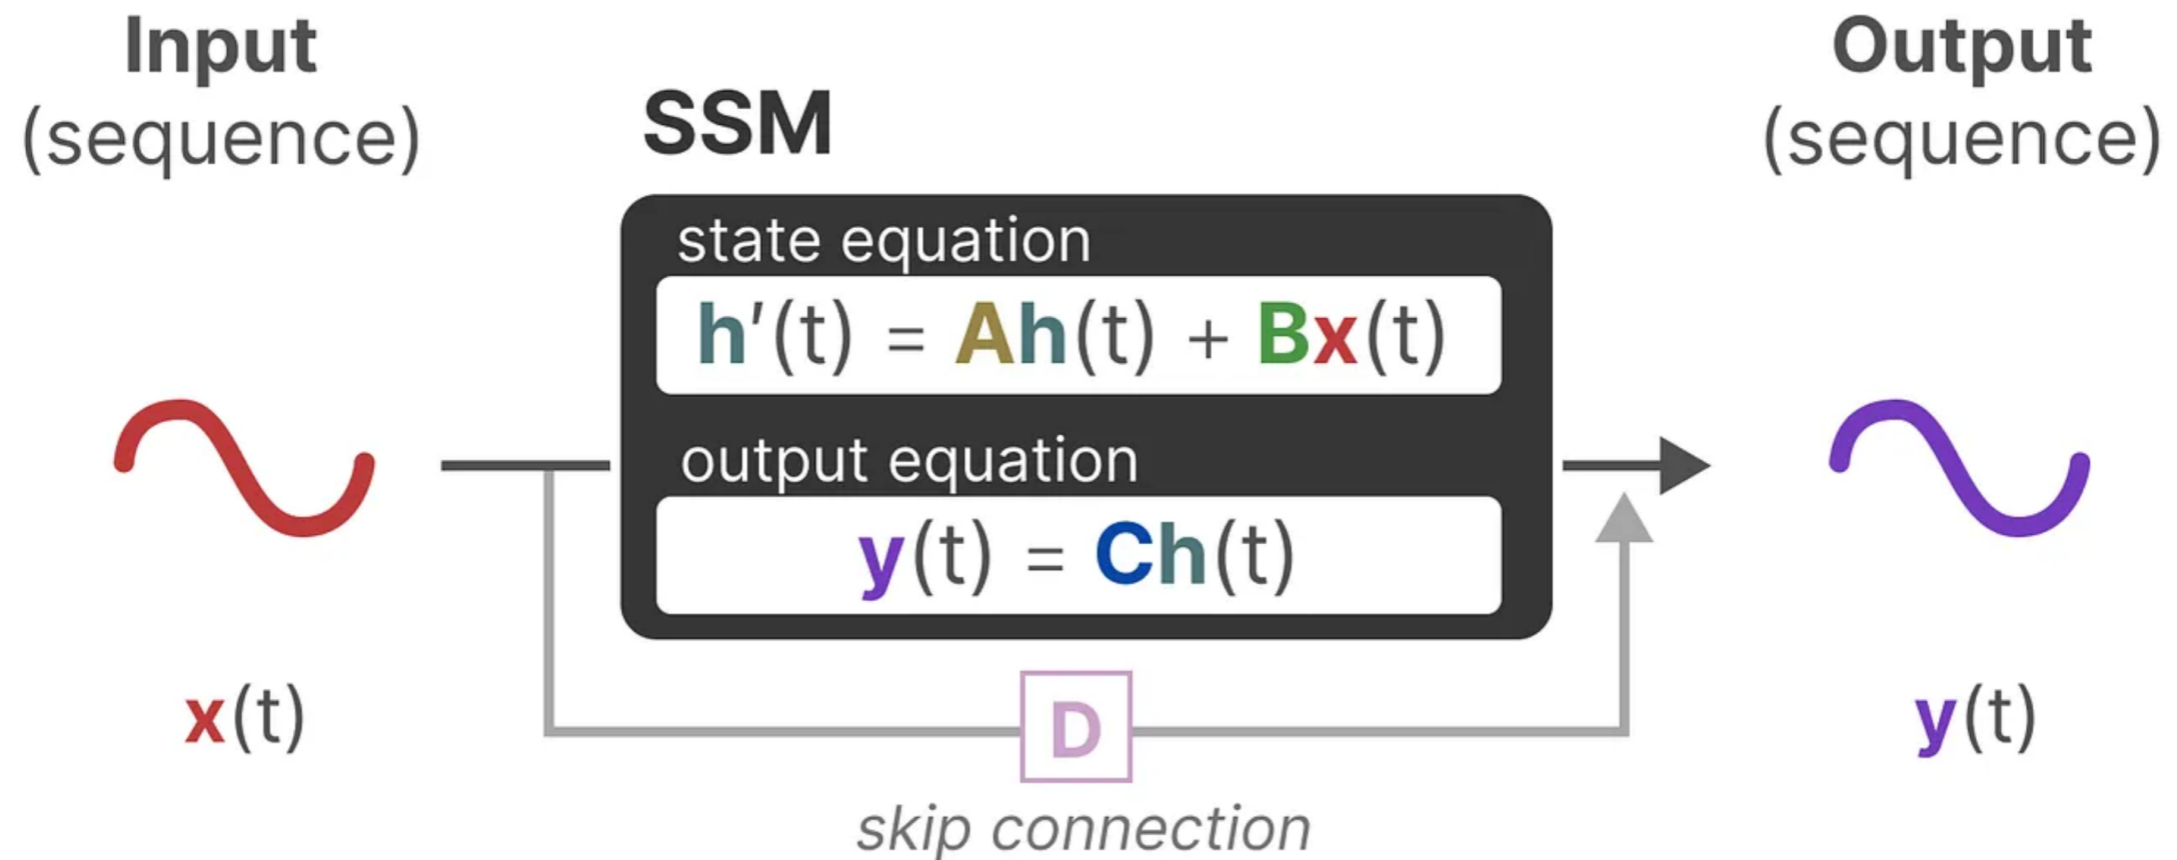 Input
(sequence)
SSM
Output
(sequence)
state equation
h′(t) = Ah(t) + Bx(t)
output equation
y(t) = Ch(t)
x(t)
D
y(t)
skip connection